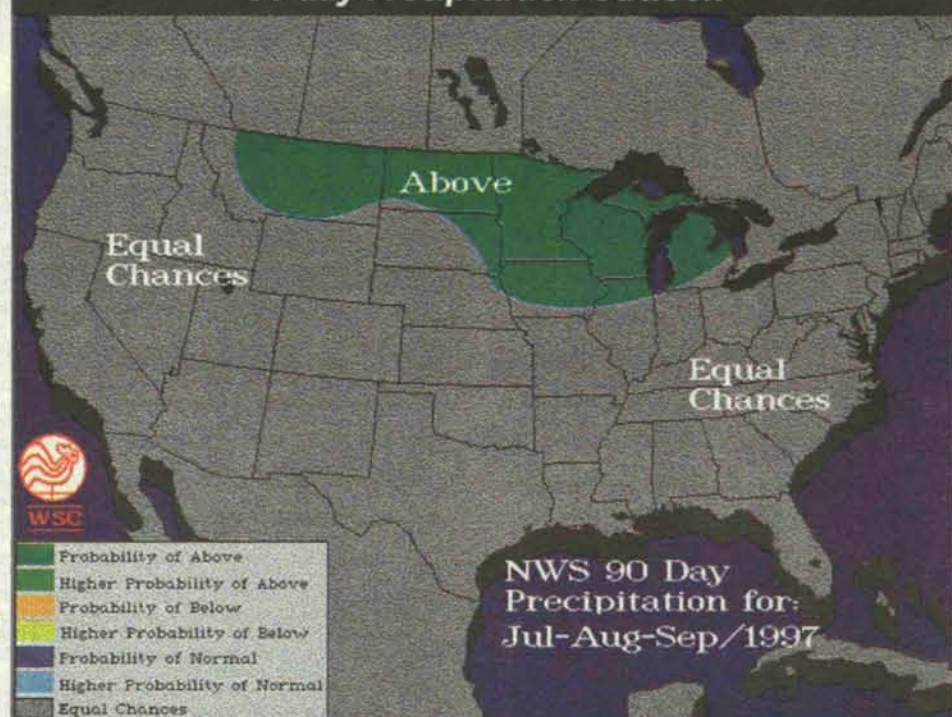 Above
Equal
Chances
Equal
Chances
WSC
Probability of Above
Higher Probability of Above
Probability of Below
Higher Probability of Below
Probability of Normal
Higher Probability of Normal
Equal Chances
NWS 90 Day
Precipitation for:
Jul-Aug-Sep/1997